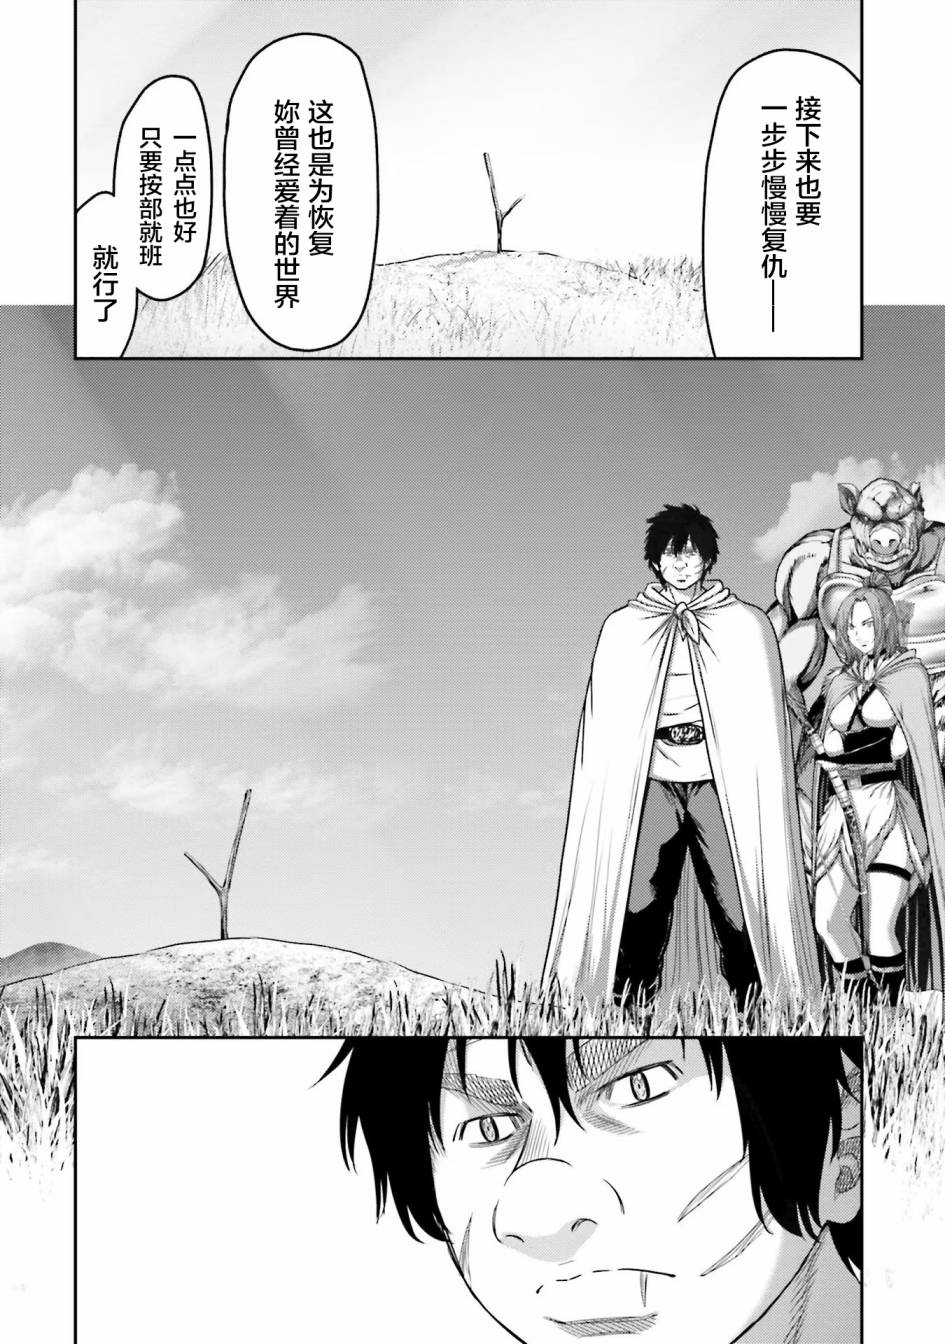 接下来也要
一步步慢慢复仇——
这也是为恢复
妳曾经爱着的世界
一点点也好
只要按部就班
就行了